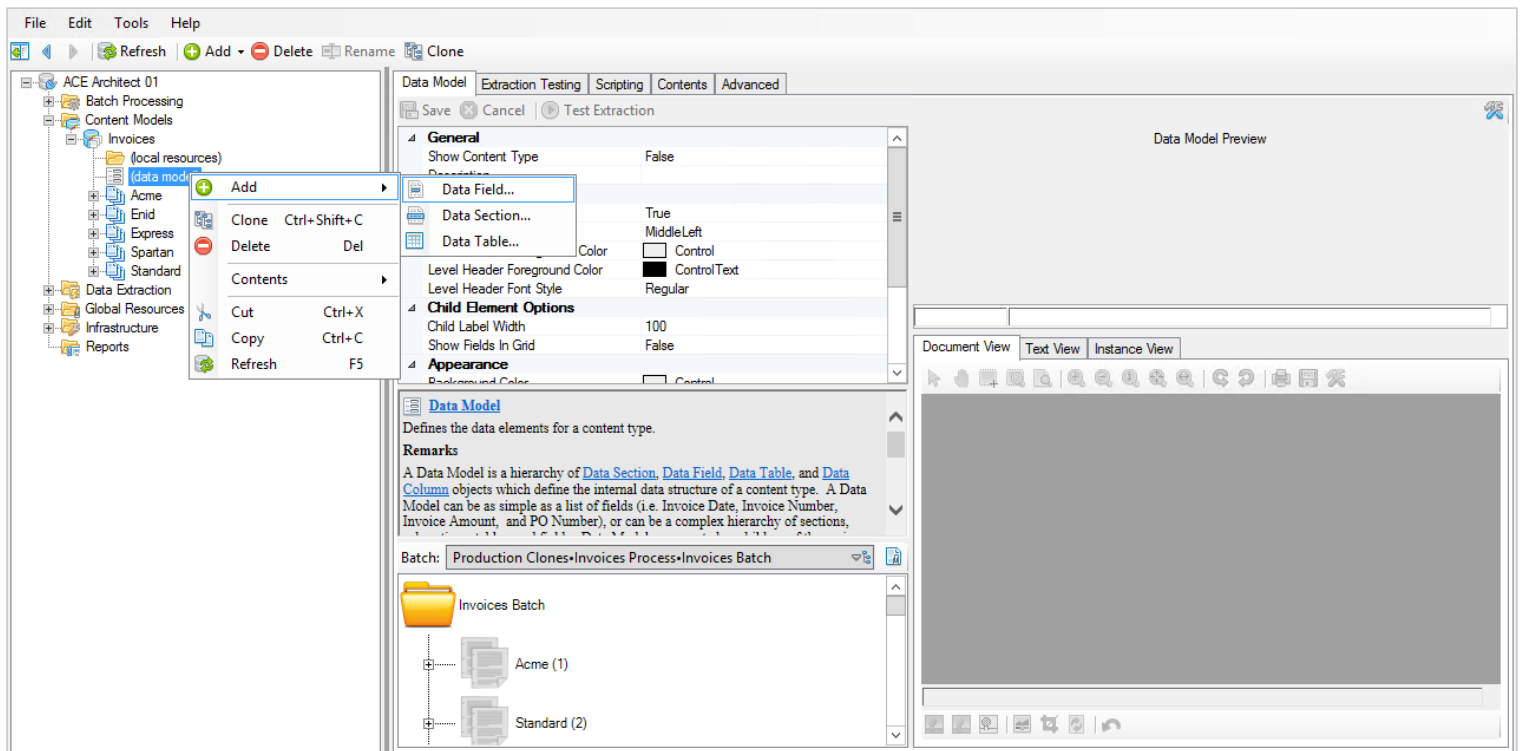 File Edit Tools Help
Refresh Add Delete Rename Clone
ACE Architect 01
Batch Processing
Content Models
Invoices
(local resources)
(data model
Acme
Enid
Express
Spartan
Standard
Data Extraction
Global Resources
Infrastructure
Reports
Add
Clone Ctrl+Shift+C
Delete Del
Contents
Cut Ctrl+X
Copy Ctrl+C
Refresh F5
Data Field...
Data Section...
Data Table...
Data Model Extraction Testing Scripting Contents Advanced
Save Cancel Test Extraction
General
Show Content Type False
Description
True
MiddleLeft
Color Control
Level Header Foreground Color ControlText
Level Header Font Style Regular
Child Element Options
Child Label Width 100
Show Fields In Grid False
Appearance
Background Color Control
Data Model
Defines the data elements for a content type.
Remarks
A Data Model is a hierarchy of Data Section, Data Field, Data Table, and Data
Column objects which define the internal data structure of a content type. A Data
Model can be as simple as a list of fields (i.e. Invoice Date, Invoice Number,
Invoice Amount, and PO Number), or can be a complex hierarchy of sections,
Batch: Production Clones•Invoices Process•Invoices Batch
Invoices Batch
Acme (1)
Standard (2)
Data Model Preview
Document View Text View Instance View